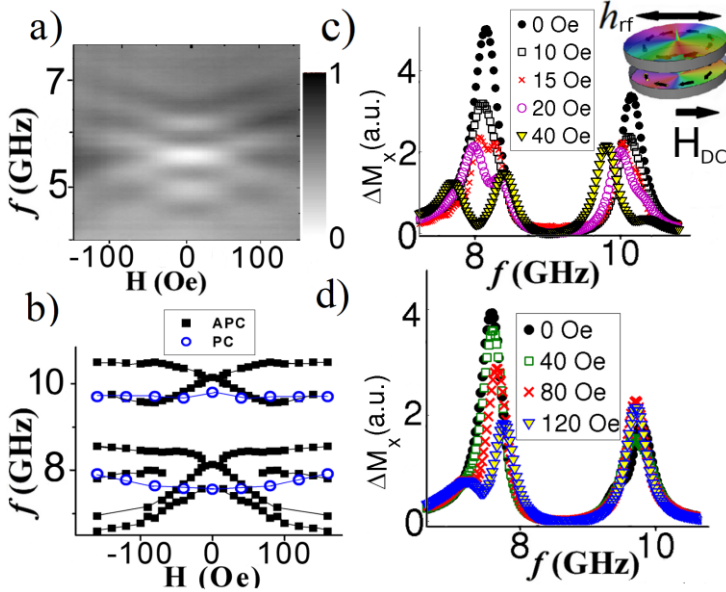 a)
f (GHz)
7
6
5
-100 0 100
H (Oe)
1
0
b)
APC
PC
f (GHz)
10
8
-100 0 100
H (Oe)
c)
ΔM_x(a.u.)
4
2
0
0 Oe
10 Oe
15 Oe
20 Oe
40 Oe
8 10
f (GHz)
h_rf
H_DC
d)
ΔM_x(a.u.)
4
2
0
0 Oe
40 Oe
80 Oe
120 Oe
8 10
f (GHz)